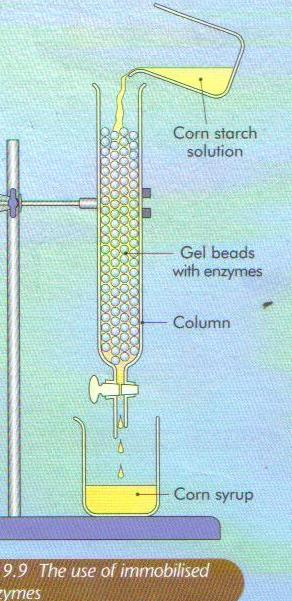 Corn starch
solution
Gel beads
with enzymes
Column
Corn syrup
9.9 The use of immobilised
zymes